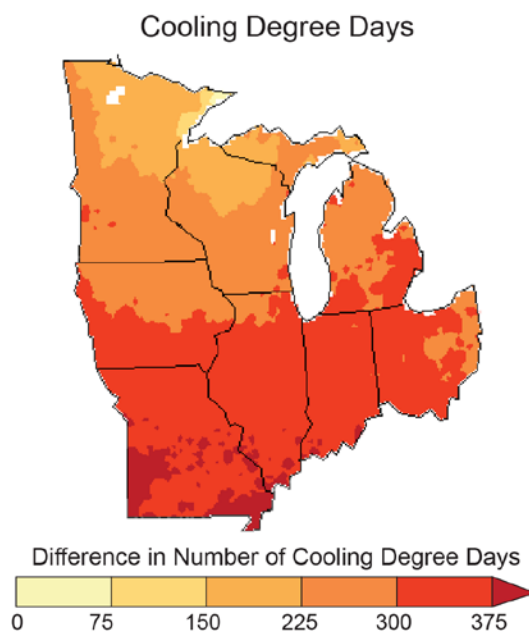 Cooling Degree Days
Difference in Number of Cooling Degree Days
0 75 150 225 300 375